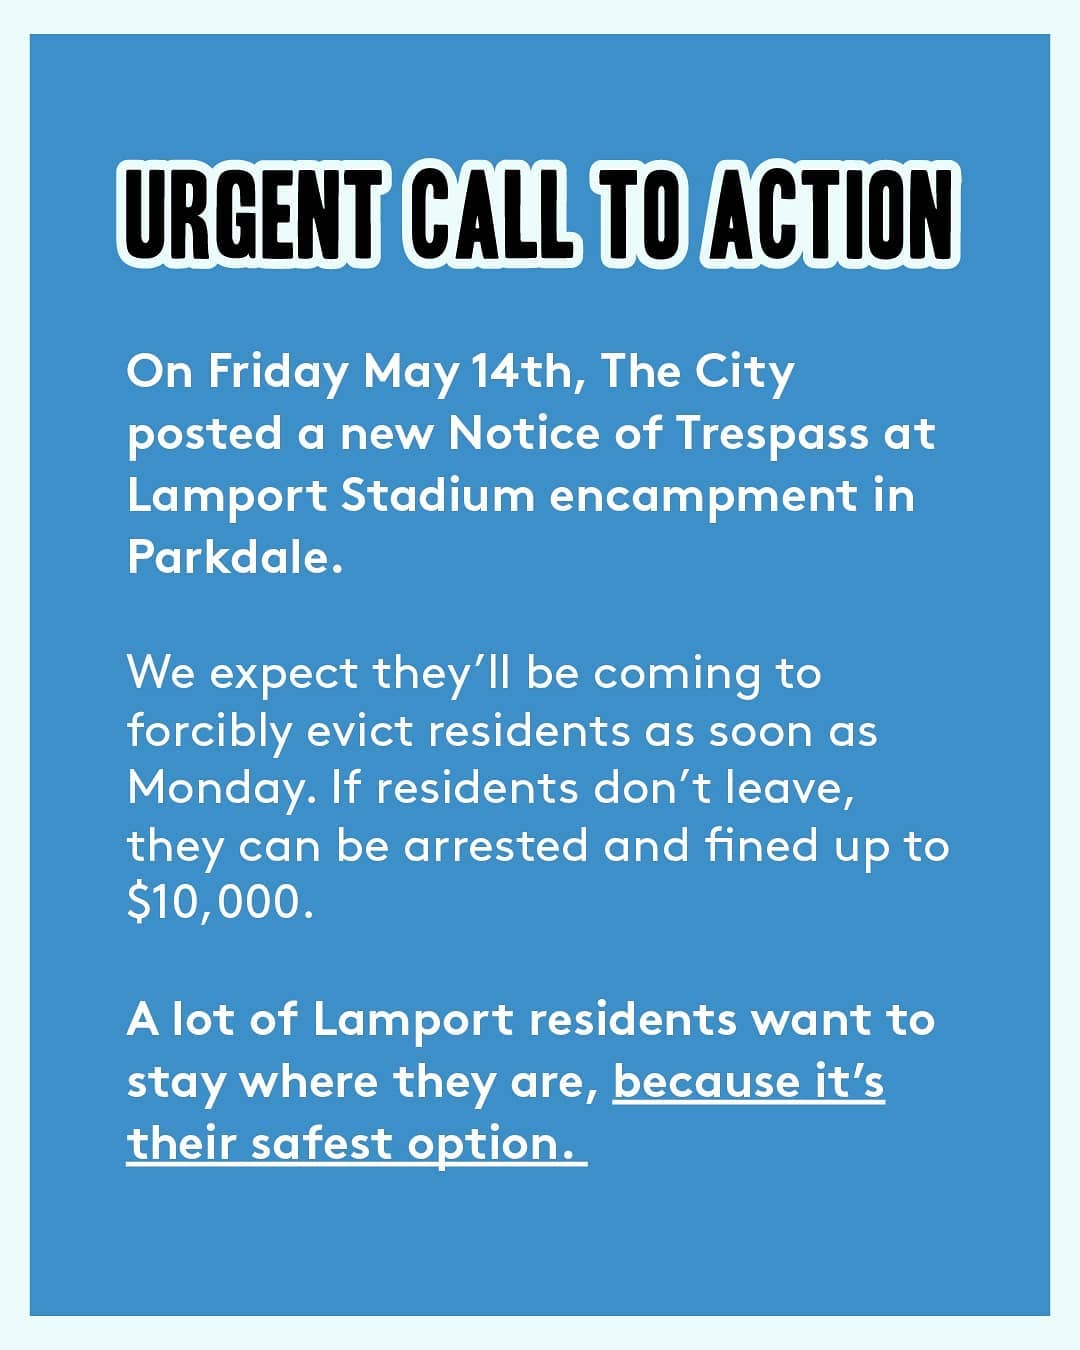 URGENT CALL TO ACTION
On Friday May 14th, The City
posted a new Notice of Trespass at
Lamport Stadium encampment in
Parkdale.
We expect they’ll be coming to
forcibly evict residents as soon as
Monday. If residents don’t leave,
they can be arrested and fined up to
$10,000.
A lot of Lamport residents want to
stay where they are, because it’s
their safest option.